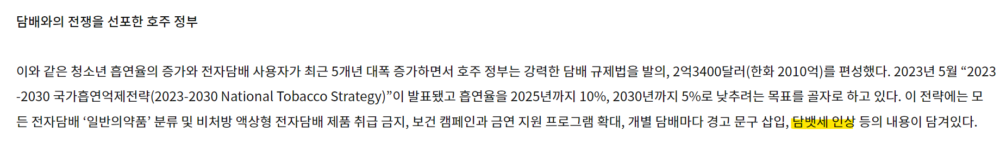 담배와의 전쟁을 선포한 호주 정부
이와 같은 청소년 흡연율의 증가와 전자담배 사용자가 최근 5개년 대폭 증가하면서 호주 정부는 강력한 담배 규제법을 발의, 2억3400달러(한화 2010억)를 편성했다. 2023년 5월 “2023
-2030 국가흡연억제전략(2023-2030 National Tobacco Strategy)”이 발표됐고 흡연율을 2025년까지 10%, 2030년까지 5%로 낮추려는 목표를 골자로 하고 있다. 이 전략에는 모
든 전자담배 ‘일반의약품’ 분류 및 비처방 액상형 전자담배 제품 취급 금지, 보건 캠페인과 금연 지원 프로그램 확대, 개별 담배마다 경고 문구 삽입, 담뱃세 인상 등의 내용이 담겨있다.